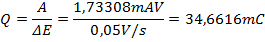 Q = A/ΔE = 1,73308mAV/0,05V/s = 34,6616mC